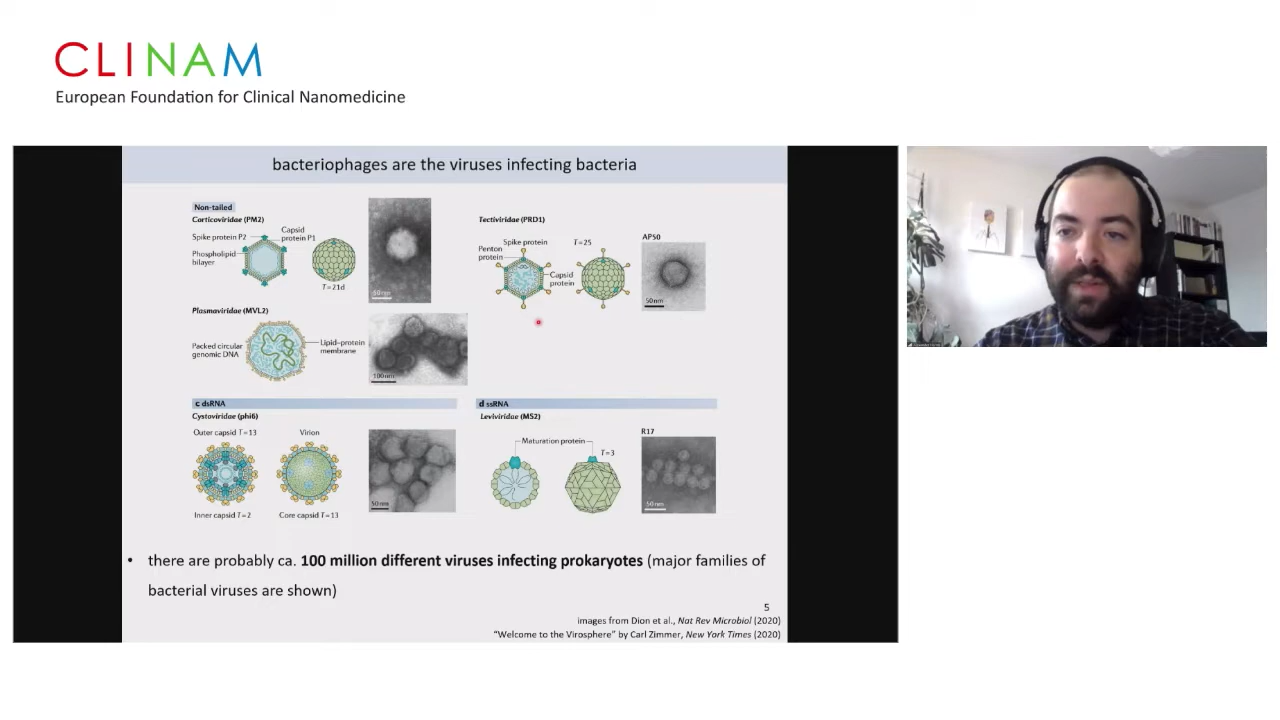 CLINAM
European Foundation for Clinical Nanomedicine
bacteriophages are the viruses infecting bacteria
Non-tailed
Corticoviridae (PM2)
Spike protein P2
Capsid
protein P1
Phospholipid
bilayer
T=21d
60nm
Tectiviridae (PRD1)
Spike protein
Penton
protein
Capsid
protein
T=25
AP50
50nm
Plasmaviridae (MVL2)
Packed circular
genomic DNA
Lipid–protein
membrane
100nm
c dsRNA
Cystoviridae (phi6)
Outer capsid T=13
Virion
Inner capsid T=2
Core capsid T=13
50nm
d ssRNA
Leviviridae (MS2)
Maturation protein
T=3
R17
50nm
• there are probably ca. 100 million different viruses infecting prokaryotes (major families of
bacterial viruses are shown)
5
images from Dion et al., Nat Rev Microbiol (2020)
"Welcome to the Virosphere" by Carl Zimmer, New York Times (2020)